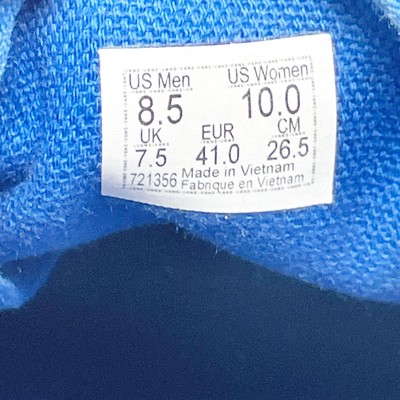 US Men US Women
8.5 10.0
UK EUR CM
7.5 41.0 26.5
721356 Made in Vietnam
Fabrique en Vietnam